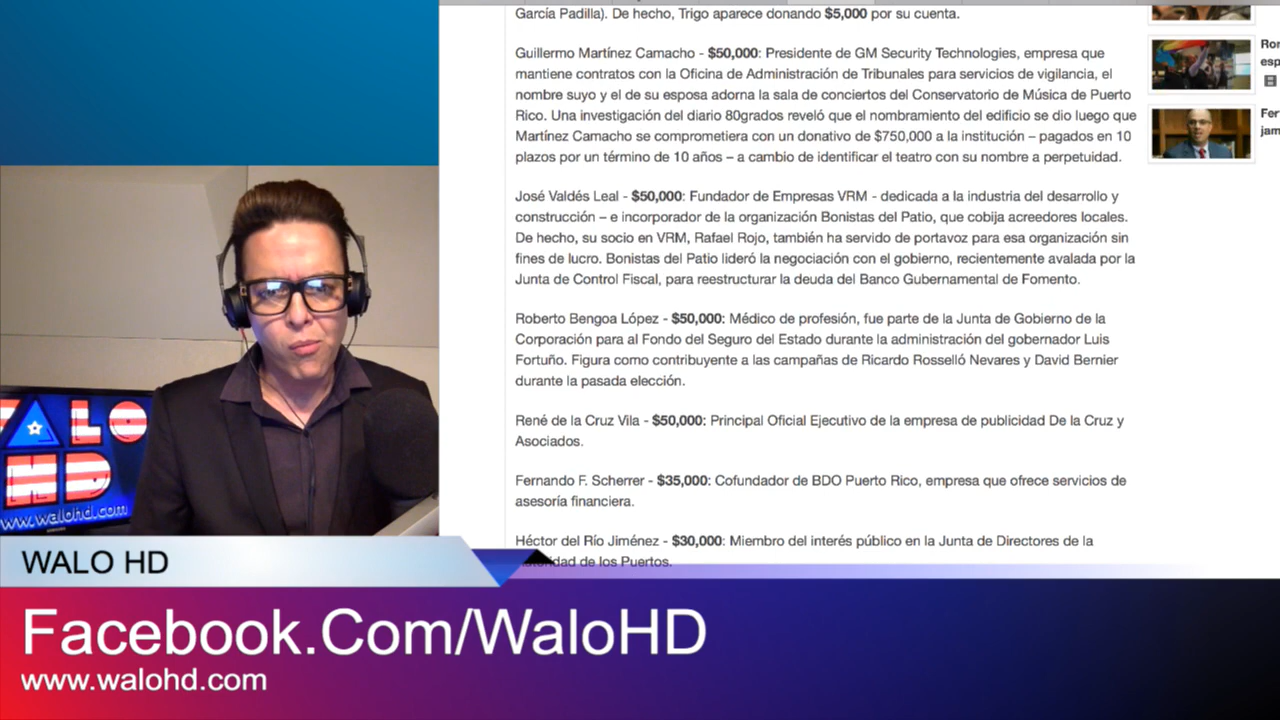 García Padilla). De hecho, Trigo aparece donando $5,000 por su cuenta.
Guillermo Martínez Camacho - $50,000: Presidente de GM Security Technologies, empresa que
mantiene contratos con la Oficina de Administración de Tribunales para servicios de vigilancia, el
nombre suyo y el de su esposa adorna la sala de conciertos del Conservatorio de Música de Puerto
Rico. Una investigación del diario 80grados reveló que el nombramiento del edificio se dio luego que
Martínez Camacho se comprometiera con un donativo de $750,000 a la institución – pagados en 10
plazos por un término de 10 años – a cambio de identificar el teatro con su nombre a perpetuidad.
José Valdés Leal - $50,000: Fundador de Empresas VRM - dedicada a la industria del desarrollo y
construcción – e incorporador de la organización Bonistas del Patio, que cobija acreedores locales.
De hecho, su socio en VRM, Rafael Rojo, también ha servido de portavoz para esa organización sin
fines de lucro. Bonistas del Patio lideró la negociación con el gobierno, recientemente avalada por la
Junta de Control Fiscal, para reestructurar la deuda del Banco Gubernamental de Fomento.
Roberto Bengoa López - $50,000: Médico de profesión, fue parte de la Junta de Gobierno de la
Corporación para al Fondo del Seguro del Estado durante la administración del gobernador Luis
Fortuño. Figura como contribuyente a las campañas de Ricardo Rosselló Nevares y David Bernier
durante la pasada elección.
René de la Cruz Vila - $50,000: Principal Oficial Ejecutivo de la empresa de publicidad De la Cruz y
Asociados.
Fernando F. Scherrer - $35,000: Cofundador de BDO Puerto Rico, empresa que ofrece servicios de
asesoría financiera.
Héctor del Río Jiménez - $30,000: Miembro del interés público en la Junta de Directores de la
de los Puertos.
esp
Fer
jam
WALO HD
www.walohd.com
WALO HD
Facebook.Com/WaloHD
www.walohd.com